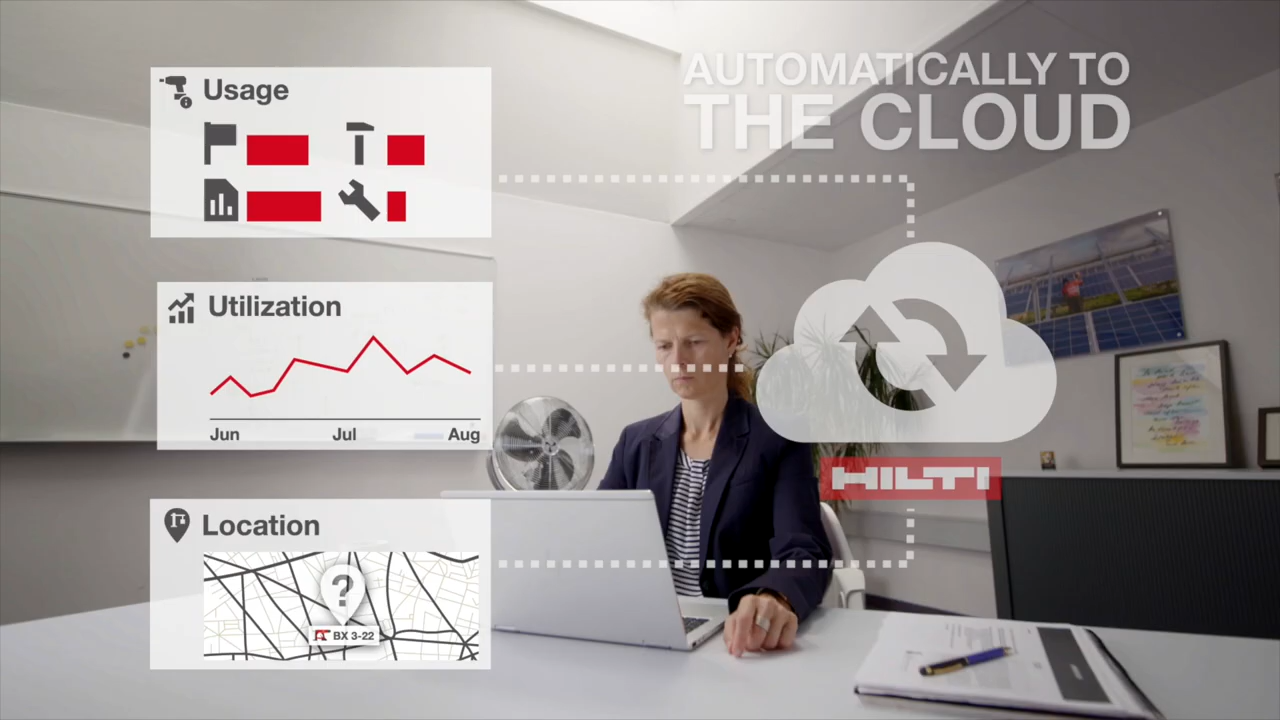 AUTOMATICALLY TO
THE CLOUD
Usage
Utilization
Jun Jul Aug
Location
?
BX 3-22
HILTI